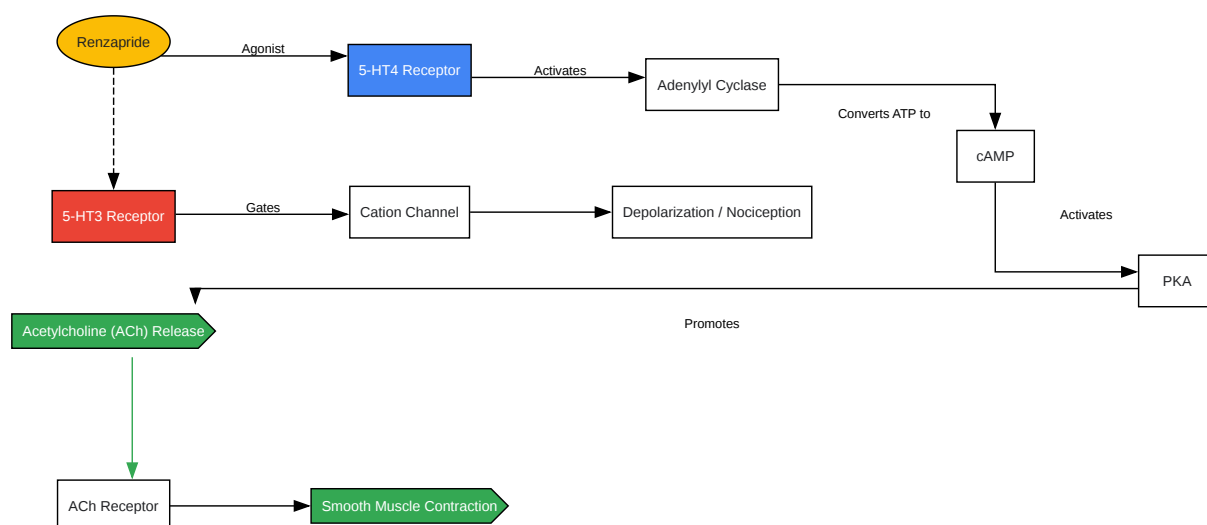 Renzapride
Agonist
5-HT4 Receptor
Activates
Adenylyl Cyclase
Converts ATP to
cAMP
5-HT3 Receptor
Gates
Cation Channel
Depolarization / Nociception
Activates
PKA
Acetylcholine (ACh) Release
Promotes
ACh Receptor
Smooth Muscle Contraction